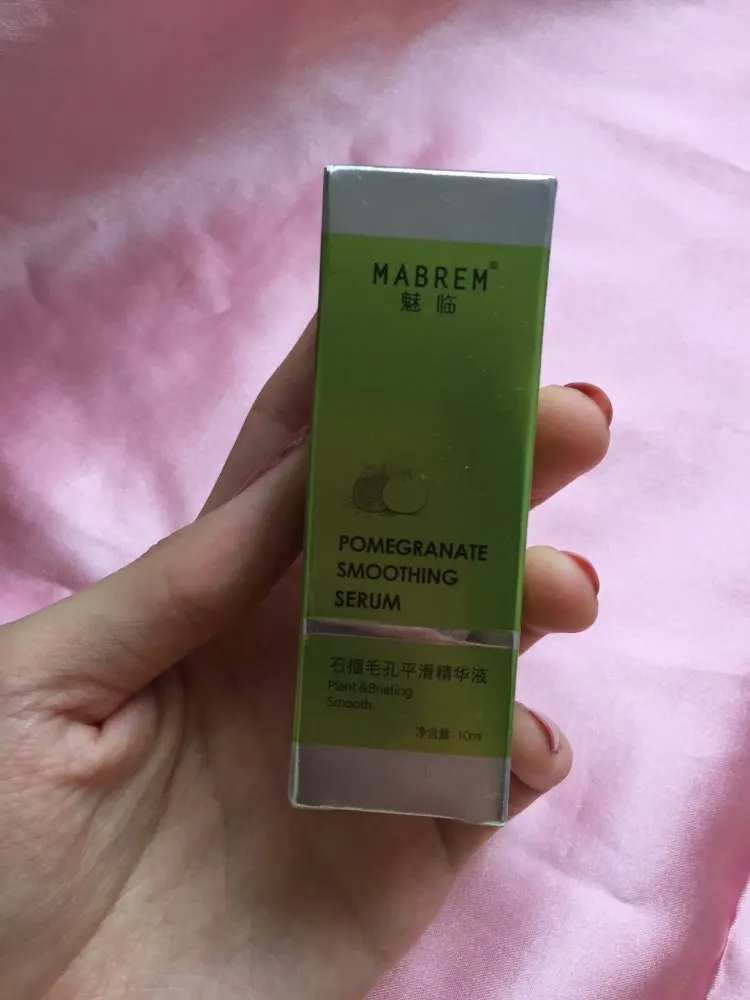 MABREM®
魅临
POMEGRANATE
SMOOTHING
SERUM
石榴毛孔平滑精华液
Plant &Briefing
Smooth
净含量 10ml